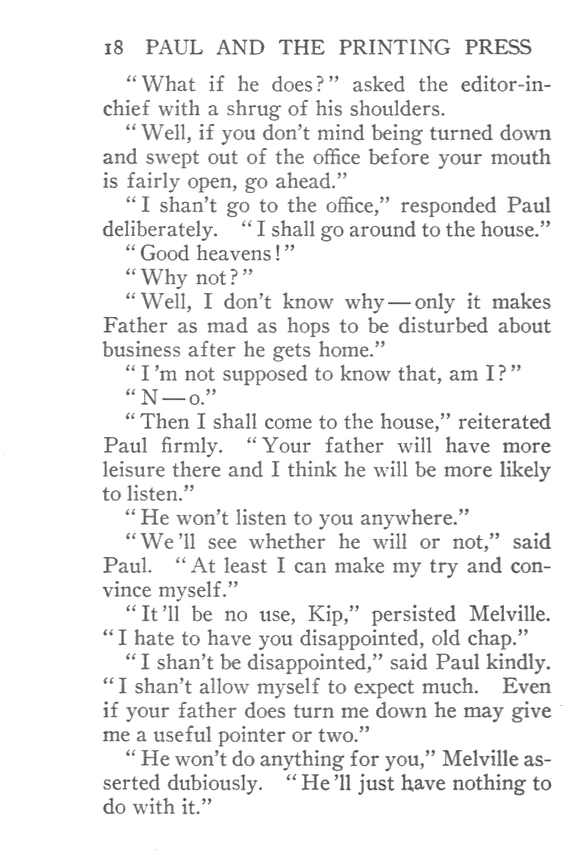 18 PAUL AND THE PRINTING PRESS
“What if he does?” asked the editor-in-
chief with a shrug of his shoulders.
“Well, if you don’t mind being turned down
and swept out of the office before your mouth
is fairly open, go ahead.”
“I shan’t go to the office,” responded Paul
deliberately. “I shall go around to the house.”
“Good heavens!”
“Why not?”
“Well, I don’t know why—only it makes
Father as mad as hops to be disturbed about
business after he gets home.”
“I’m not supposed to know that, am I?”
“N—o.”
“Then I shall come to the house,” reiterated
Paul firmly. “Your father will have more
leisure there and I think he will be more likely
to listen.”
“He won’t listen to you anywhere.”
“We’ll see whether he will or not,” said
Paul. “At least I can make my try and con-
vince myself.”
“It’ll be no use, Kip,” persisted Melville.
“I hate to have you disappointed, old chap.”
“I shan’t be disappointed,” said Paul kindly.
“I shan’t allow myself to expect much. Even
if your father does turn me down he may give
me a useful pointer or two.”
“He won’t do anything for you,” Melville as-
serted dubiously. “He’ll just have nothing to
do with it.”